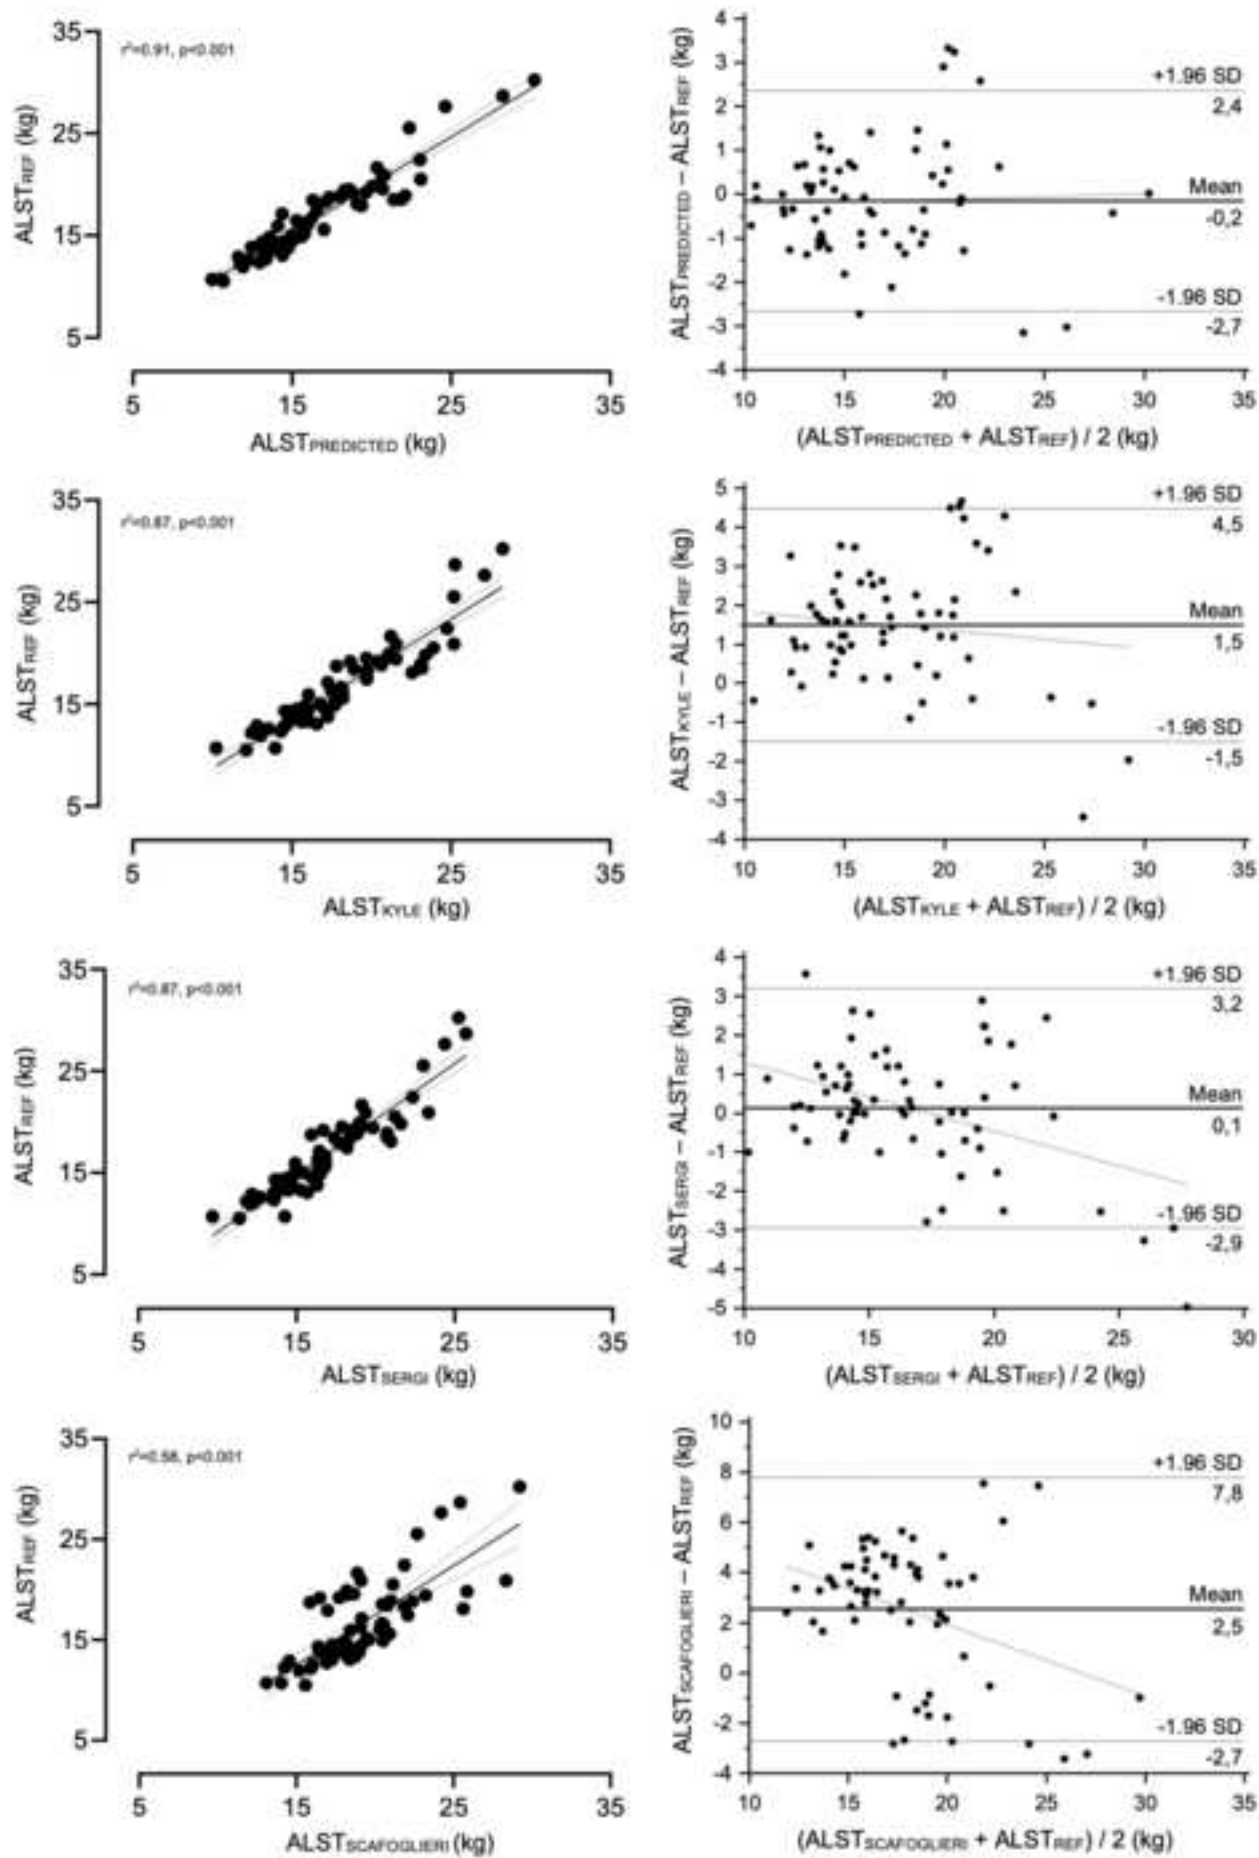 r²=0.91, p<0.001
ALSTREF (kg)
35
25
15
5
5 15 25 35
ALSTPREDICTED (kg)
ALSTPREDICTED – ALSTREF (kg)
4
3
2
1
0
-1
-2
-3
-4
+1.96 SD
2,4
Mean
-0,2
-1.96 SD
-2,7
10 15 20 25 30 35
(ALSTPREDICTED + ALSTREF) / 2 (kg)
r²=0.87, p<0.001
ALSTREF (kg)
35
25
15
5
5 15 25 35
ALSTKYLE (kg)
ALSTKYLE – ALSTREF (kg)
5
4
3
2
1
0
-1
-2
-3
-4
+1.96 SD
4,5
Mean
1,5
-1.96 SD
-1,5
10 15 20 25 30 35
(ALSTKYLE + ALSTREF) / 2 (kg)
r²=0.87, p<0.001
ALSTREF (kg)
35
25
15
5
5 15 25 35
ALSTSERGI (kg)
ALSTSERGI – ALSTREF (kg)
4
3
2
1
0
-1
-2
-3
-4
-5
+1.96 SD
3,2
Mean
0,1
-1.96 SD
-2,9
10 15 20 25 30
(ALSTSERGI + ALSTREF) / 2 (kg)
r²=0.58, p<0.001
ALSTREF (kg)
35
25
15
5
5 15 25 35
ALSTSCAFOGLIERI (kg)
ALSTSCAFOGLIERI – ALSTREF (kg)
10
8
6
4
2
0
-2
-4
+1.96 SD
7,8
Mean
2,5
-1.96 SD
-2,7
10 15 20 25 30 35
(ALSTSCAFOGLIERI + ALSTREF) / 2 (kg)